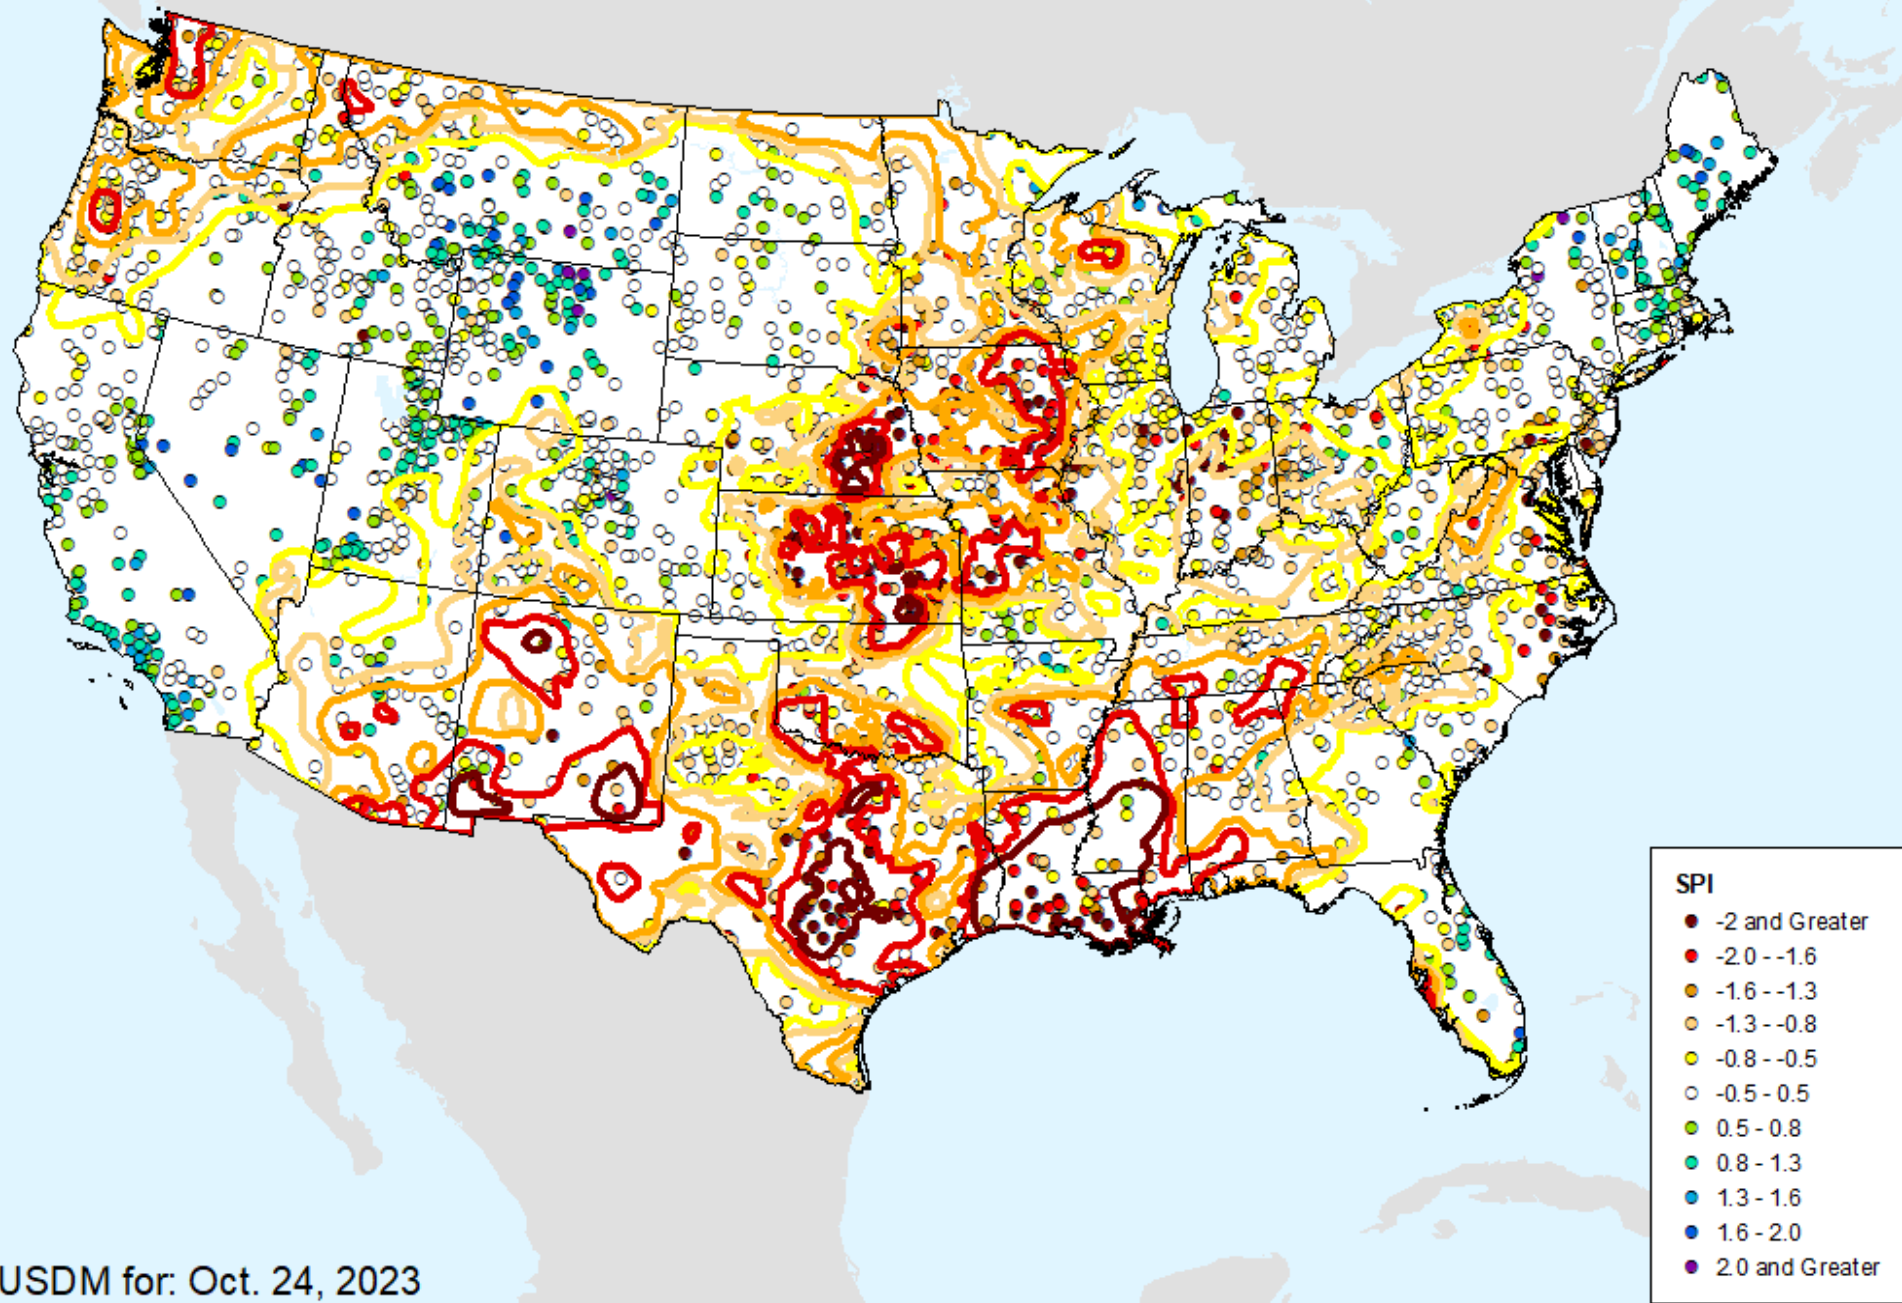 SPI
-2 and Greater
-2.0 - -1.6
-1.6 - -1.3
-1.3 - -0.8
-0.8 - -0.5
-0.5 - 0.5
0.5 - 0.8
0.8 - 1.3
1.3 - 1.6
1.6 - 2.0
2.0 and Greater
USDM for: Oct. 24, 2023